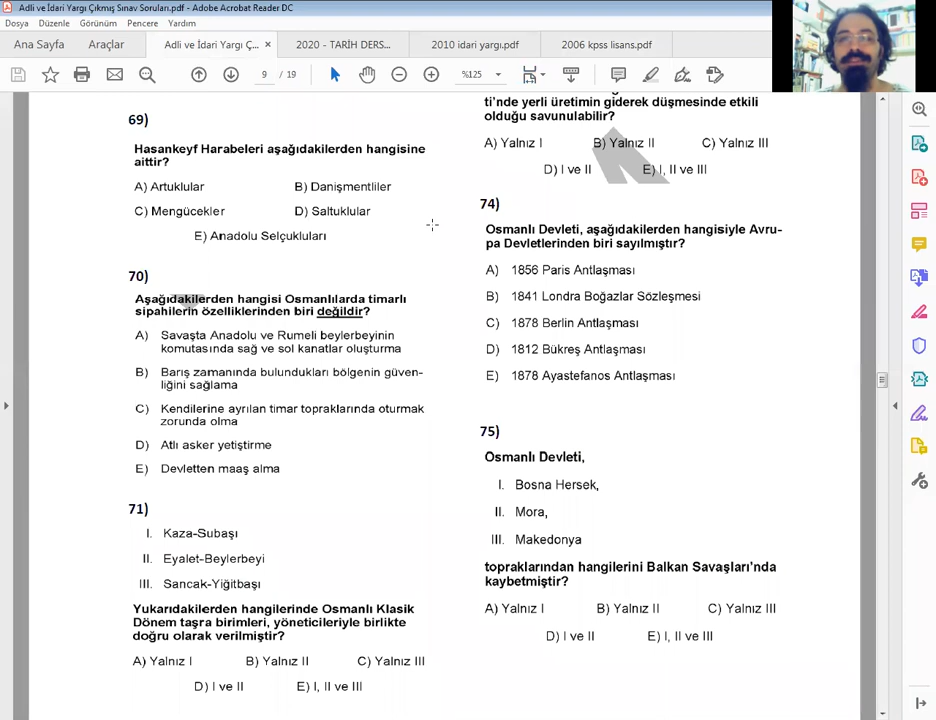 Adli ve İdari Yargı Çıkmış Sınav Soruları.pdf - Adobe Acrobat Reader DC
Dosya Düzenle Görünüm Pencere Yardım
Ana Sayfa Araçlar Adli ve İdari Yargı Ç... × 2020 - TARİH DERS... 2010 idari yargı.pdf 2006 kpss lisans.pdf
9 / 19 %125
69)
Hasankeyf Harabeleri aşağıdakilerden hangisine
aittir?
A) Artuklular B) Danişmentliler
C) Mengücekler D) Saltuklular
E) Anadolu Selçukluları
70)
Aşağıdakilerden hangisi Osmanlılarda timarlı
sipahilerin özelliklerinden biri değildir?
A) Savaşta Anadolu ve Rumeli beylerbeyinin
komutasında sağ ve sol kanatlar oluşturma
B) Barış zamanında bulundukları bölgenin güven-
liğini sağlama
C) Kendilerine ayrılan timar topraklarında oturmak
zorunda olma
D) Atlı asker yetiştirme
E) Devletten maaş alma
71)
I. Kaza-Subaşı
II. Eyalet-Beylerbeyi
III. Sancak-Yiğitbaşı
Yukarıdakilerden hangilerinde Osmanlı Klasik
Dönem taşra birimleri, yöneticileriyle birlikte
doğru olarak verilmiştir?
A) Yalnız I B) Yalnız II C) Yalnız III
D) I ve II E) I, II ve III
ti'nde yerli üretimin giderek düşmesinde etkili
olduğu savunulabilir?
A) Yalnız I B) Yalnız II C) Yalnız III
D) I ve II E) I, II ve III
74)
Osmanlı Devleti, aşağıdakilerden hangisiyle Avru-
pa Devletlerinden biri sayılmıştır?
A) 1856 Paris Antlaşması
B) 1841 Londra Boğazlar Sözleşmesi
C) 1878 Berlin Antlaşması
D) 1812 Bükreş Antlaşması
E) 1878 Ayastefanos Antlaşması
75)
Osmanlı Devleti,
I. Bosna Hersek,
II. Mora,
III. Makedonya
topraklarından hangilerini Balkan Savaşları'nda
kaybetmiştir?
A) Yalnız I B) Yalnız II C) Yalnız III
D) I ve II E) I, II ve III